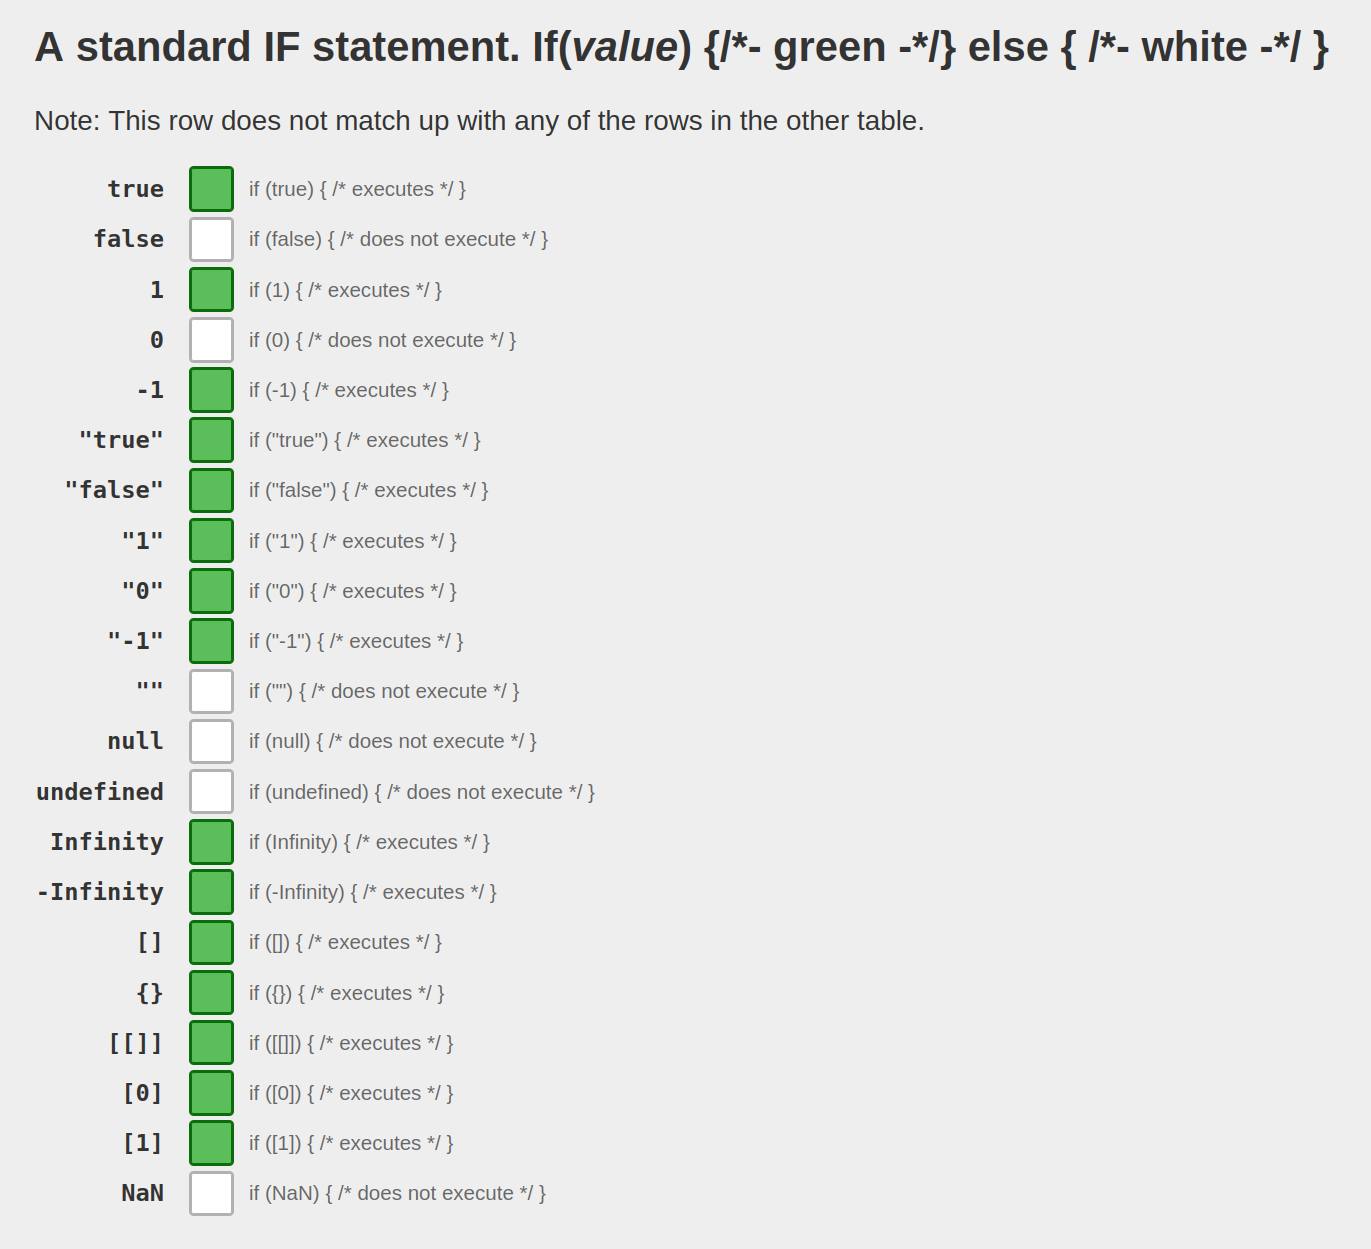 A standard IF statement. If(value) {/*- green -*/} else { /*- white -*/ }
Note: This row does not match up with any of the rows in the other table.
true if (true) { /* executes */ }
false if (false) { /* does not execute */ }
1 if (1) { /* executes */ }
0 if (0) { /* does not execute */ }
-1 if (-1) { /* executes */ }
"true" if ("true") { /* executes */ }
"false" if ("false") { /* executes */ }
"1" if ("1") { /* executes */ }
"0" if ("0") { /* executes */ }
"-1" if ("-1") { /* executes */ }
"" if ("") { /* does not execute */ }
null if (null) { /* does not execute */ }
undefined if (undefined) { /* does not execute */ }
Infinity if (Infinity) { /* executes */ }
-Infinity if (-Infinity) { /* executes */ }
[] if ([]) { /* executes */ }
{} if ({}) { /* executes */ }
[[]] if ([[]]) { /* executes */ }
[0] if ([0]) { /* executes */ }
[1] if ([1]) { /* executes */ }
NaN if (NaN) { /* does not execute */ }